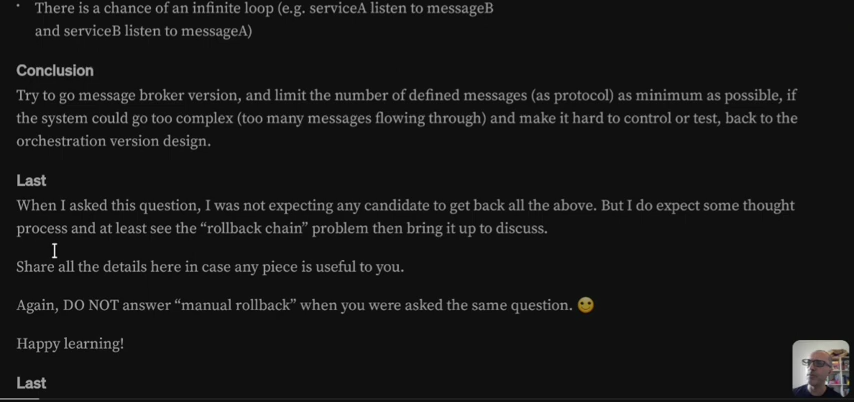 There is a chance of an infinite loop (e.g. serviceA listen to messageB
and serviceB listen to messageA)
Conclusion
Try to go message broker version, and limit the number of defined messages (as protocol) as minimum as possible, if
the system could go too complex (too many messages flowing through) and make it hard to control or test, back to the
orchestration version design.
Last
When I asked this question, I was not expecting any candidate to get back all the above. But I do expect some thought
process and at least see the “rollback chain” problem then bring it up to discuss.
Share all the details here in case any piece is useful to you.
Again, DO NOT answer “manual rollback” when you were asked the same question. 🙂
Happy learning!
Last